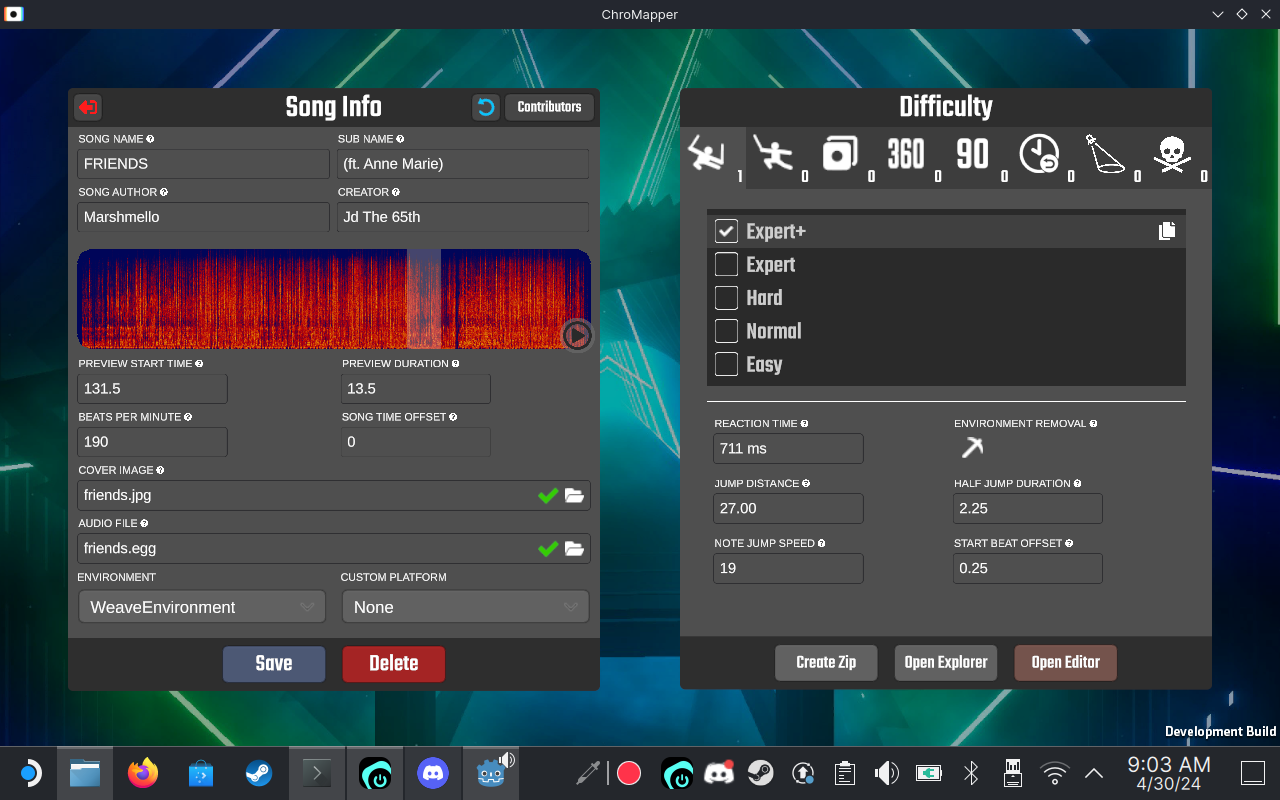 ChroMapper
Song Info
Contributors
SONG NAME
SUB NAME
FRIENDS
(ft. Anne Marie)
SONG AUTHOR
CREATOR
Marshmello
Jd The 65th
PREVIEW START TIME
PREVIEW DURATION
131.5
13.5
BEATS PER MINUTE
SONG TIME OFFSET
190
0
COVER IMAGE
friends.jpg
AUDIO FILE
friends.egg
ENVIRONMENT
CUSTOM PLATFORM
WeaveEnvironment
None
Save
Delete
Difficulty
360
90
1
0
0
0
0
0
0
0
Expert+
Expert
Hard
Normal
Easy
REACTION TIME
ENVIRONMENT REMOVAL
711 ms
JUMP DISTANCE
HALF JUMP DURATION
27.00
2.25
NOTE JUMP SPEED
START BEAT OFFSET
19
0.25
Create Zip
Open Explorer
Open Editor
Development Build
9:03 AM
4/30/24